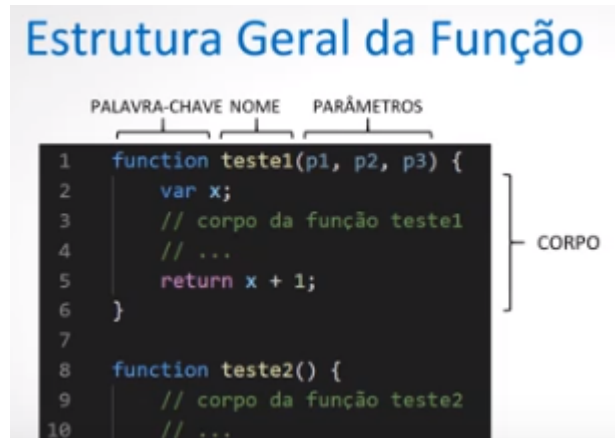 Estrutura Geral da Função
PALAVRA-CHAVE NOME PARÂMETROS
1 function teste1(p1, p2, p3) {
2 var x;
3 // corpo da função teste1
4 // ...
5 return x + 1;
6 }
CORPO
7
8 function teste2() {
9 // corpo da função teste2
10 // ...